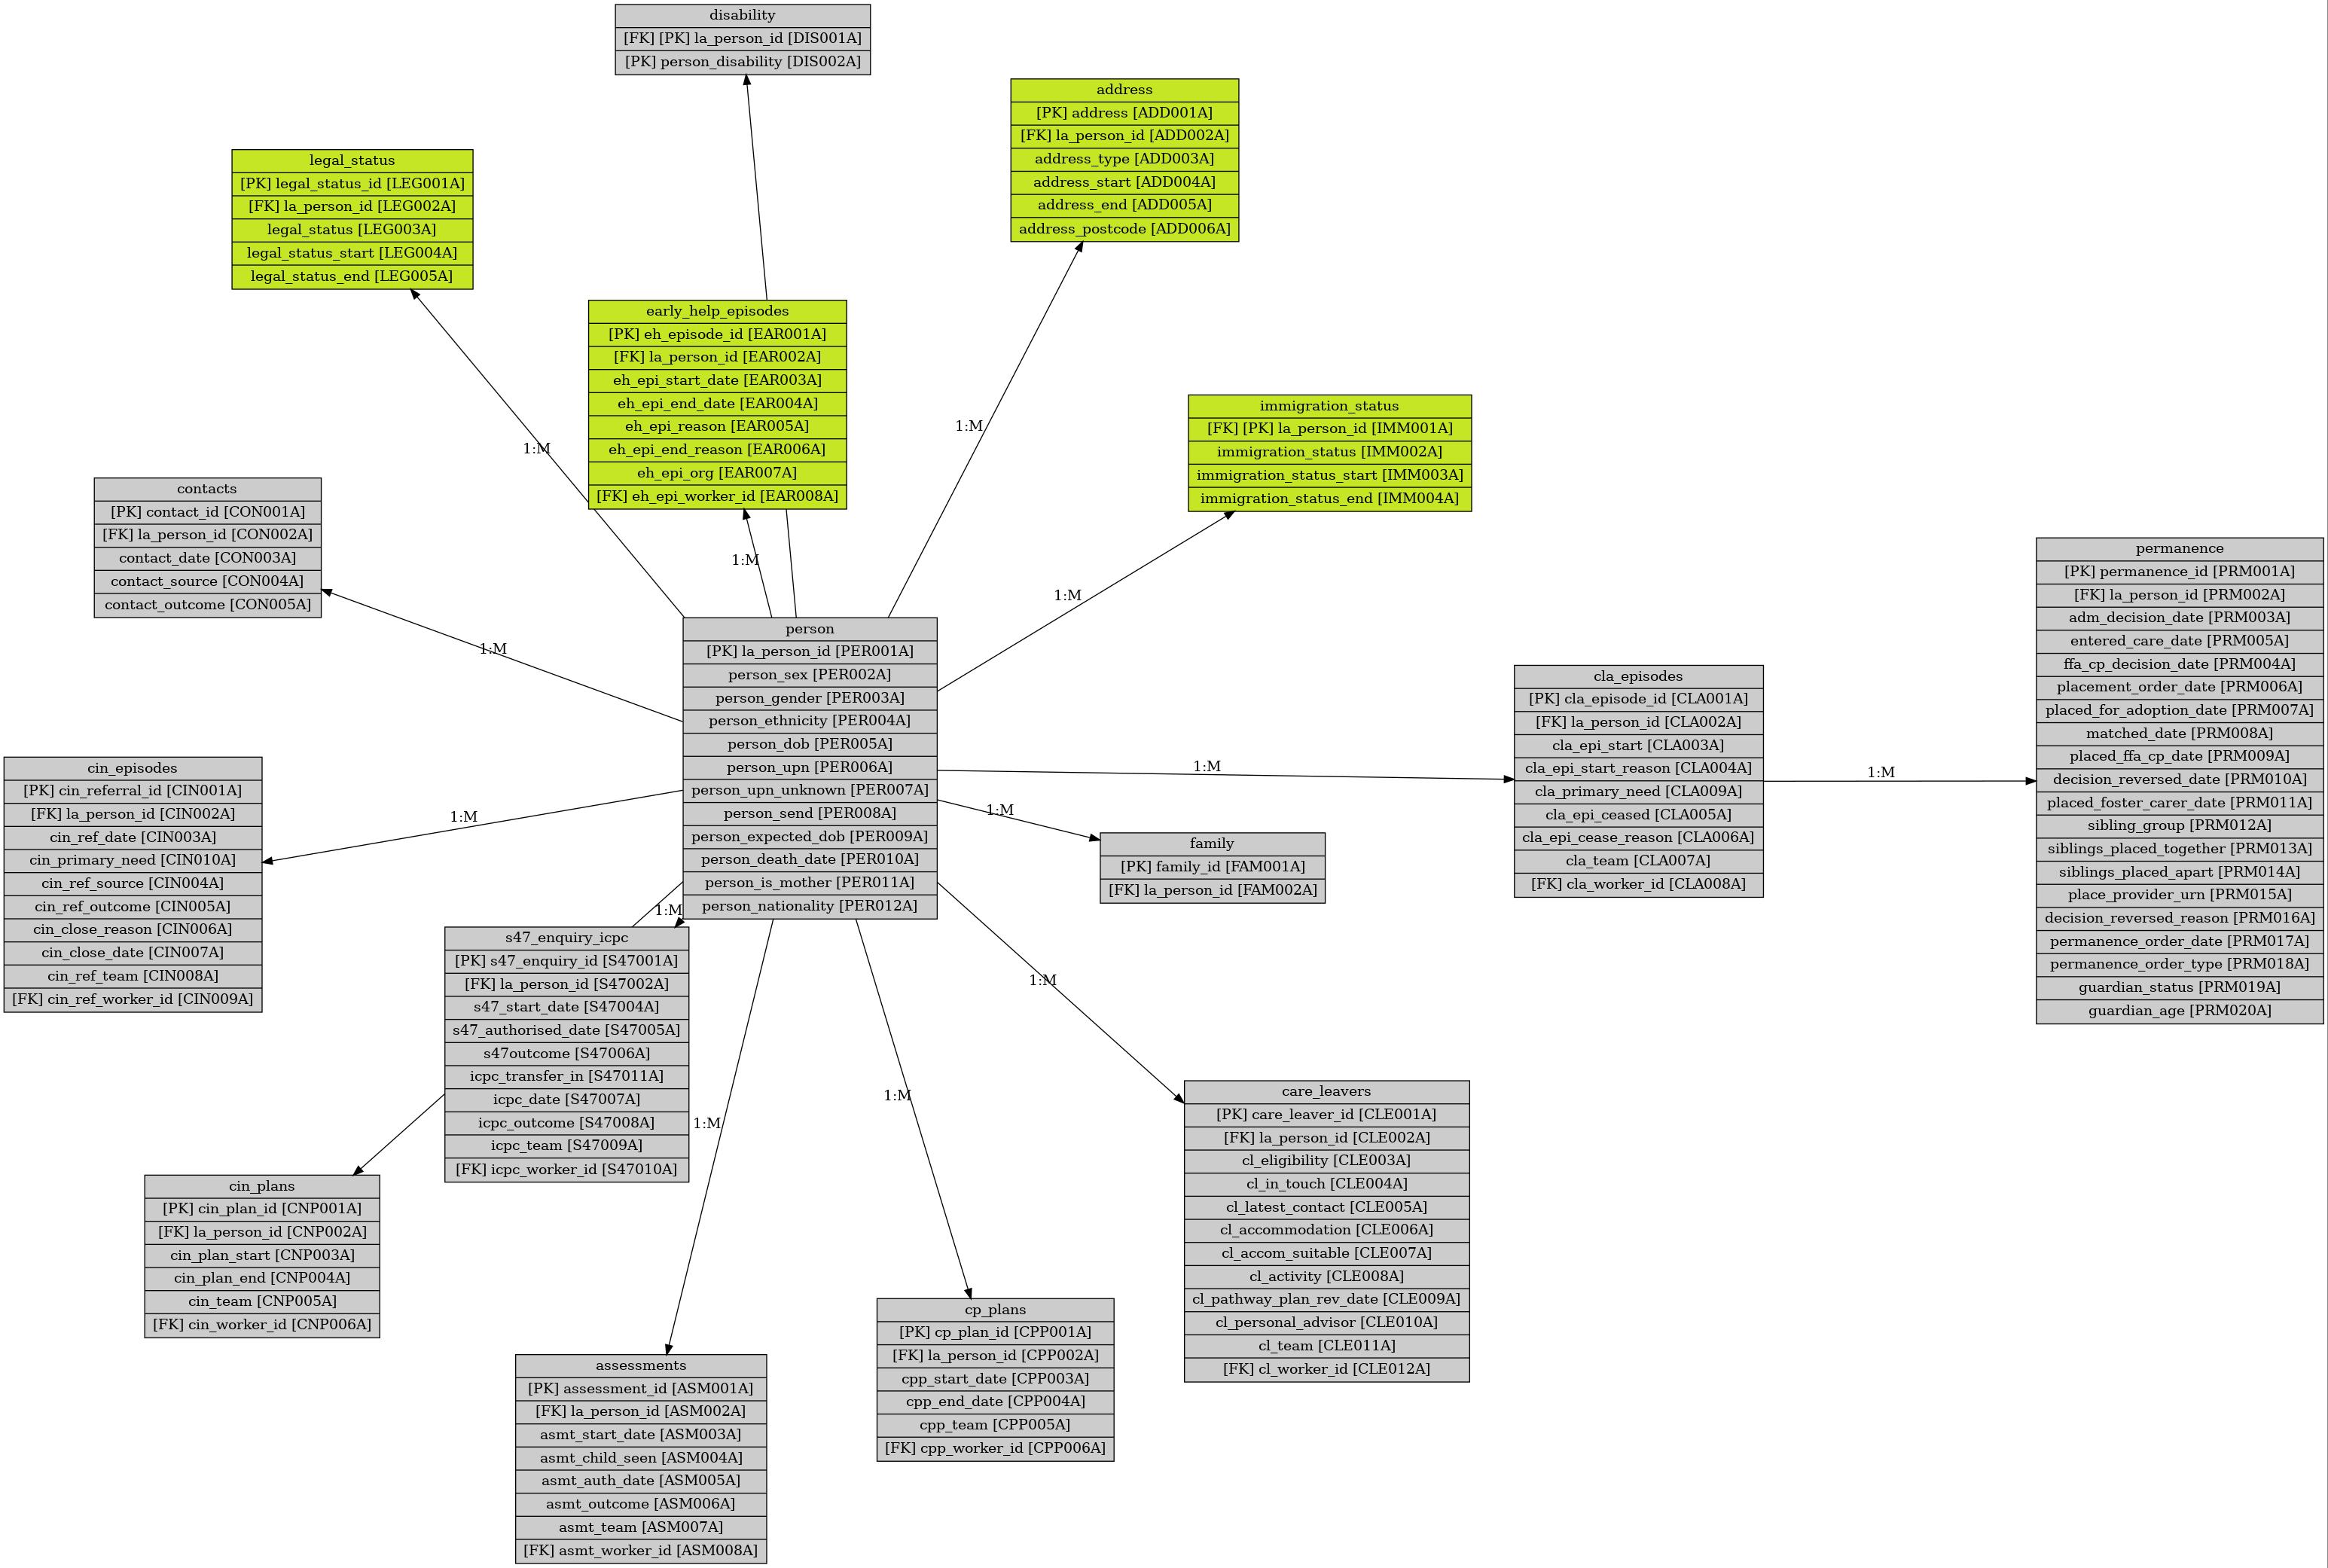 disability
[FK] [PK] la_person_id [DIS001A]
[PK] person_disability [DIS002A]
address
[PK] address [ADD001A]
[FK] la_person_id [ADD002A]
address_type [ADD003A]
address_start [ADD004A]
address_end [ADD005A]
address_postcode [ADD006A]
legal_status
[PK] legal_status_id [LEG001A]
[FK] la_person_id [LEG002A]
legal_status [LEG003A]
legal_status_start [LEG004A]
legal_status_end [LEG005A]
early_help_episodes
[PK] eh_episode_id [EAR001A]
[FK] la_person_id [EAR002A]
eh_epi_start_date [EAR003A]
eh_epi_end_date [EAR004A]
eh_epi_reason [EAR005A]
eh_epi_end_reason [EAR006A]
eh_epi_org [EAR007A]
[FK] eh_epi_worker_id [EAR008A]
immigration_status
[FK] [PK] la_person_id [IMM001A]
immigration_status [IMM002A]
immigration_status_start [IMM003A]
immigration_status_end [IMM004A]
1:M
1:M
1:M
1:M
contacts
[PK] contact_id [CON001A]
[FK] la_person_id [CON002A]
contact_date [CON003A]
contact_source [CON004A]
contact_outcome [CON005A]
1:M
person
[PK] la_person_id [PER001A]
person_sex [PER002A]
person_gender [PER003A]
person_ethnicity [PER004A]
person_dob [PER005A]
person_upn [PER006A]
person_upn_unknown [PER007A]
person_send [PER008A]
person_expected_dob [PER009A]
person_death_date [PER010A]
person_is_mother [PER011A]
person_nationality [PER012A]
permanence
[PK] permanence_id [PRM001A]
[FK] la_person_id [PRM002A]
adm_decision_date [PRM003A]
entered_care_date [PRM005A]
ffa_cp_decision_date [PRM004A]
placement_order_date [PRM006A]
placed_for_adoption_date [PRM007A]
matched_date [PRM008A]
placed_ffa_cp_date [PRM009A]
decision_reversed_date [PRM010A]
placed_foster_carer_date [PRM011A]
sibling_group [PRM012A]
siblings_placed_together [PRM013A]
siblings_placed_apart [PRM014A]
place_provider_urn [PRM015A]
decision_reversed_reason [PRM016A]
permanence_order_date [PRM017A]
permanence_order_type [PRM018A]
guardian_status [PRM019A]
guardian_age [PRM020A]
cla_episodes
[PK] cla_episode_id [CLA001A]
[FK] la_person_id [CLA002A]
cla_epi_start [CLA003A]
cla_epi_start_reason [CLA004A]
cla_primary_need [CLA009A]
cla_epi_ceased [CLA005A]
cla_epi_cease_reason [CLA006A]
cla_team [CLA007A]
[FK] cla_worker_id [CLA008A]
1:M
1:M
1:M
1:M
1:M
family
[PK] family_id [FAM001A]
[FK] la_person_id [FAM002A]
cin_episodes
[PK] cin_referral_id [CIN001A]
[FK] la_person_id [CIN002A]
cin_ref_date [CIN003A]
cin_primary_need [CIN010A]
cin_ref_source [CIN004A]
cin_ref_outcome [CIN005A]
cin_close_reason [CIN006A]
cin_close_date [CIN007A]
cin_ref_team [CIN008A]
[FK] cin_ref_worker_id [CIN009A]
s47_enquiry_icpc
[PK] s47_enquiry_id [S47001A]
[FK] la_person_id [S47002A]
s47_start_date [S47004A]
s47_authorised_date [S47005A]
s47outcome [S47006A]
icpc_transfer_in [S47011A]
icpc_date [S47007A]
icpc_outcome [S47008A]
icpc_team [S47009A]
[FK] icpc_worker_id [S47010A]
1:M
1:M
1:M
care_leavers
[PK] care_leaver_id [CLE001A]
[FK] la_person_id [CLE002A]
cl_eligibility [CLE003A]
cl_in_touch [CLE004A]
cl_latest_contact [CLE005A]
cl_accommodation [CLE006A]
cl_accom_suitable [CLE007A]
cl_activity [CLE008A]
cl_pathway_plan_rev_date [CLE009A]
cl_personal_advisor [CLE010A]
cl_team [CLE011A]
[FK] cl_worker_id [CLE012A]
cin_plans
[PK] cin_plan_id [CNP001A]
[FK] la_person_id [CNP002A]
cin_plan_start [CNP003A]
cin_plan_end [CNP004A]
cin_team [CNP005A]
[FK] cin_worker_id [CNP006A]
cp_plans
[PK] cp_plan_id [CPP001A]
[FK] la_person_id [CPP002A]
cpp_start_date [CPP003A]
cpp_end_date [CPP004A]
cpp_team [CPP005A]
[FK] cpp_worker_id [CPP006A]
assessments
[PK] assessment_id [ASM001A]
[FK] la_person_id [ASM002A]
asmt_start_date [ASM003A]
asmt_child_seen [ASM004A]
asmt_auth_date [ASM005A]
asmt_outcome [ASM006A]
asmt_team [ASM007A]
[FK] asmt_worker_id [ASM008A]